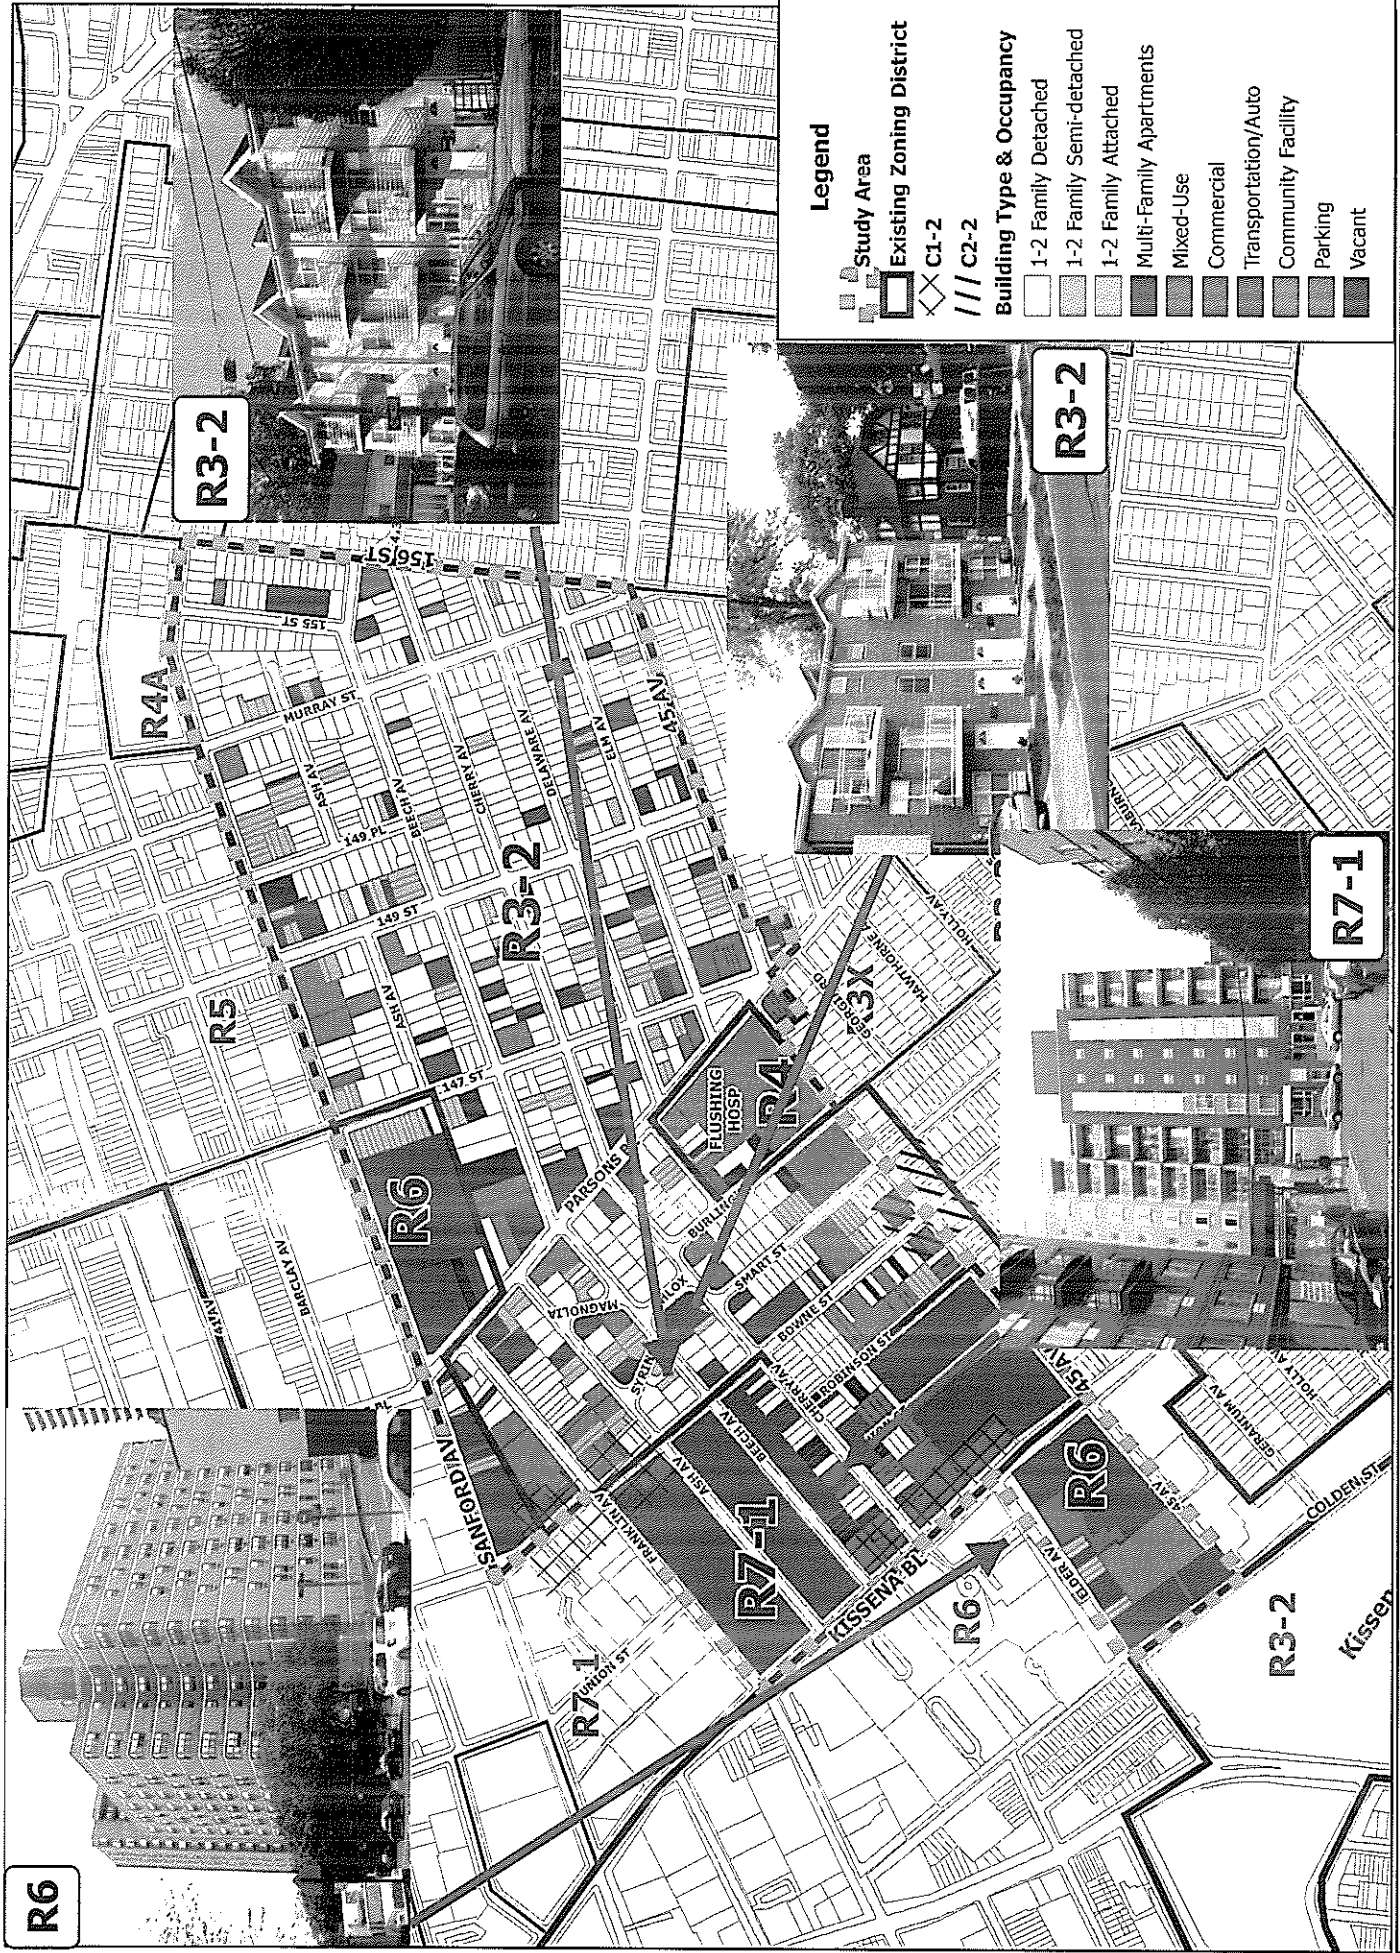 R6
R3-2
R3-2
R7-1
Legend
Study Area
Existing Zoning District
C1-2
C2-2
Building Type & Occupancy
1-2 Family Detached
1-2 Family Semi-detached
1-2 Family Attached
Multi-Family Apartments
Mixed-Use
Commercial
Transportation/Auto
Community Facility
Parking
Vacant
R4A
R5
R6
R3-2
R4
R7-1
R7-1
R6
R6
R3-2
FLUSHING
HOSP
41 AV
BARCLAY AV
SANFORD AV
156 ST
155 ST
MURRAY ST
ASH AV
149 PL
BEECH AV
CHERRY AV
DELAWARE AV
ELM AV
45 AV
149 ST
ASH AV
147 ST
PARSONS
MAGNOLIA
SMART ST
BOWNE ST
ROBINSON ST
CHERRY AV
BEECH AV
ASH AV
FRANKLIN AV
UNION ST
KISSENA BL
ELDER AV
45 AV
45 AV
GERANIUM AV
HOLLY AV
COLDEN ST
HAWTHORNE
HOLLY AV